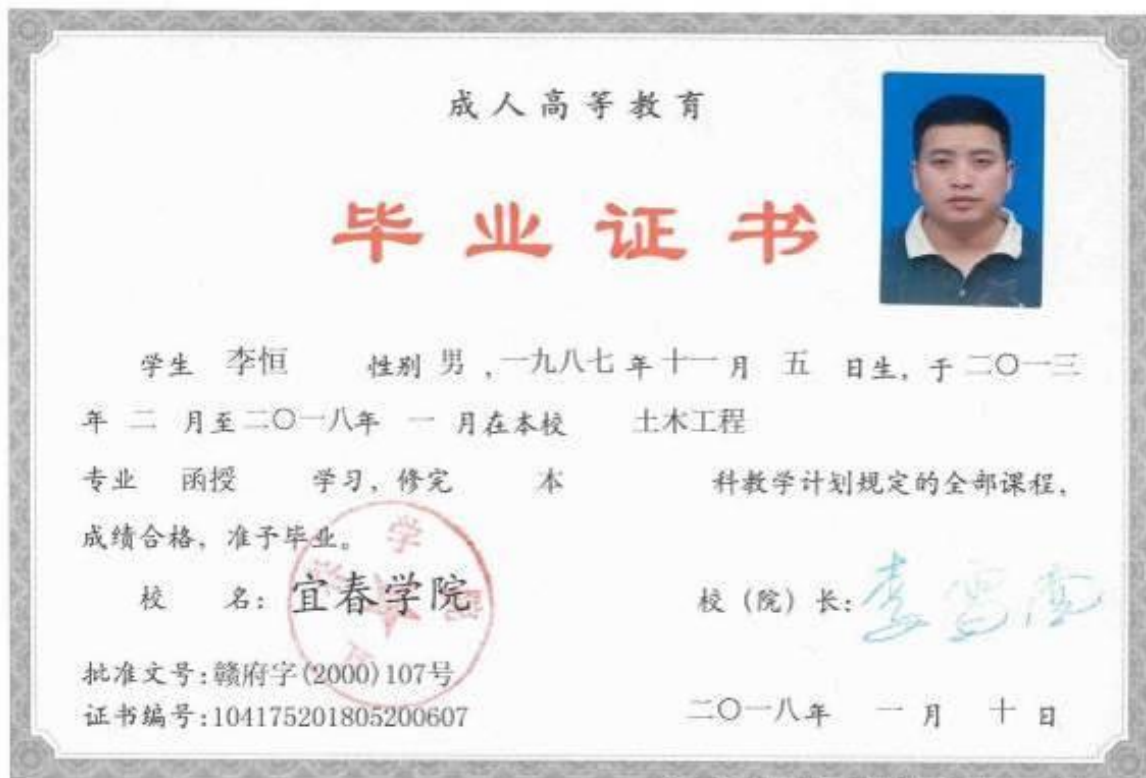 成人高等教育
毕业证书
学生 李恒 性别 男，一九八七 年 十一 月 五 日生，于 二〇一三
年 二 月至 二〇一八年 一 月在本校 土木工程
专业 函授 学习，修完 本 科教学计划规定的全部课程，
成绩合格，准予毕业。
校 名：宜春学院 校（院）长：
批准文号：赣府字(2000)107号
证书编号：104175201805200607 二〇一八年 一 月 十 日